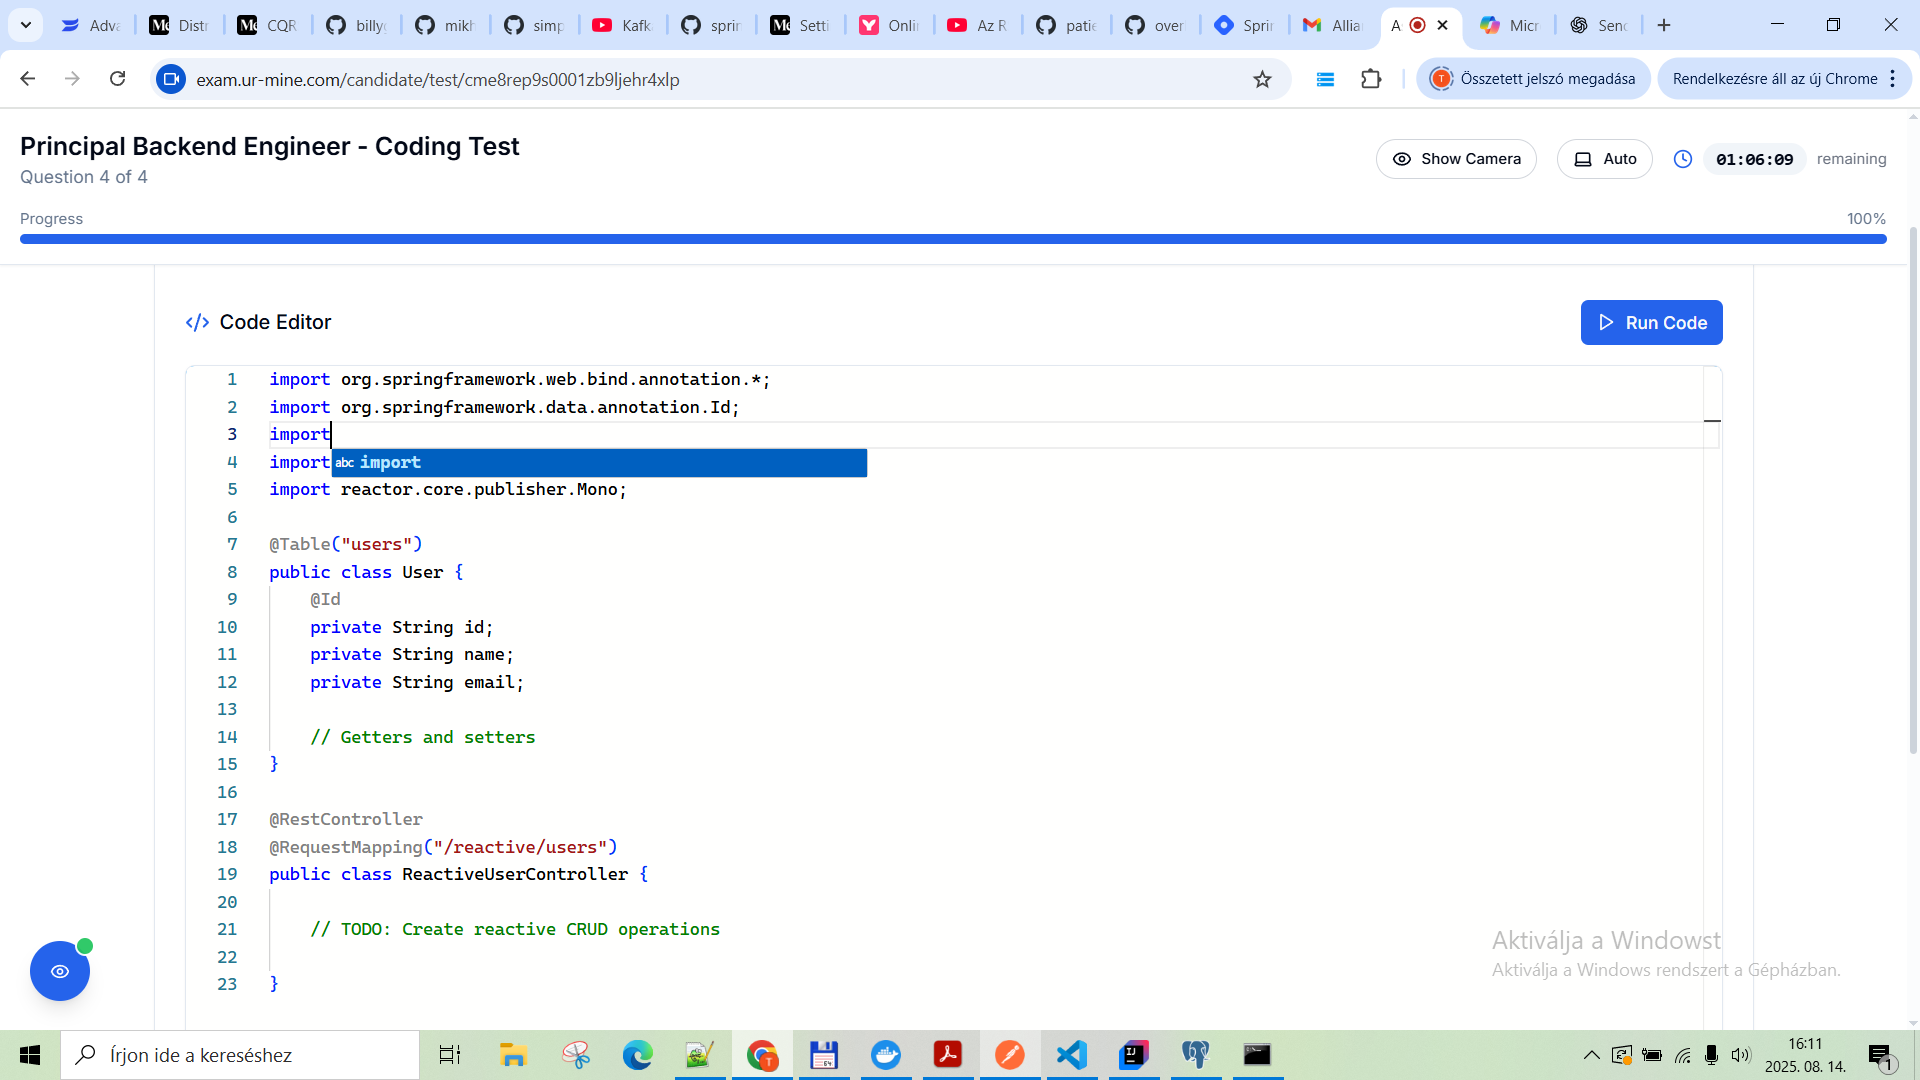 Adva
Distr
CQR
billyg
mikh
simp
Kafk
sprin
Setti
Onlin
Az R
patie
over
Sprin
Allia
A
Micr
Send
exam.ur-mine.com/candidate/test/cme8rep9s0001zb9ljehr4xlp
T
Összetett jelszó megadása
Rendelkezésre áll az új Chrome
Principal Backend Engineer - Coding Test
Question 4 of 4
Show Camera
Auto
01:06:09
remaining
Progress
100%
</> Code Editor
Run Code
1 import org.springframework.web.bind.annotation.*;
2 import org.springframework.data.annotation.Id;
3 import
4 import abc import
5 import reactor.core.publisher.Mono;
6
7 @Table("users")
8 public class User {
9 @Id
10 private String id;
11 private String name;
12 private String email;
13
14 // Getters and setters
15 }
16
17 @RestController
18 @RequestMapping("/reactive/users")
19 public class ReactiveUserController {
20
21 // TODO: Create reactive CRUD operations
22
23 }
Aktiválja a Windowst
Aktiválja a Windows rendszert a Gépházban.
Írjon ide a kereséshez
16:11
2025. 08. 14.
1